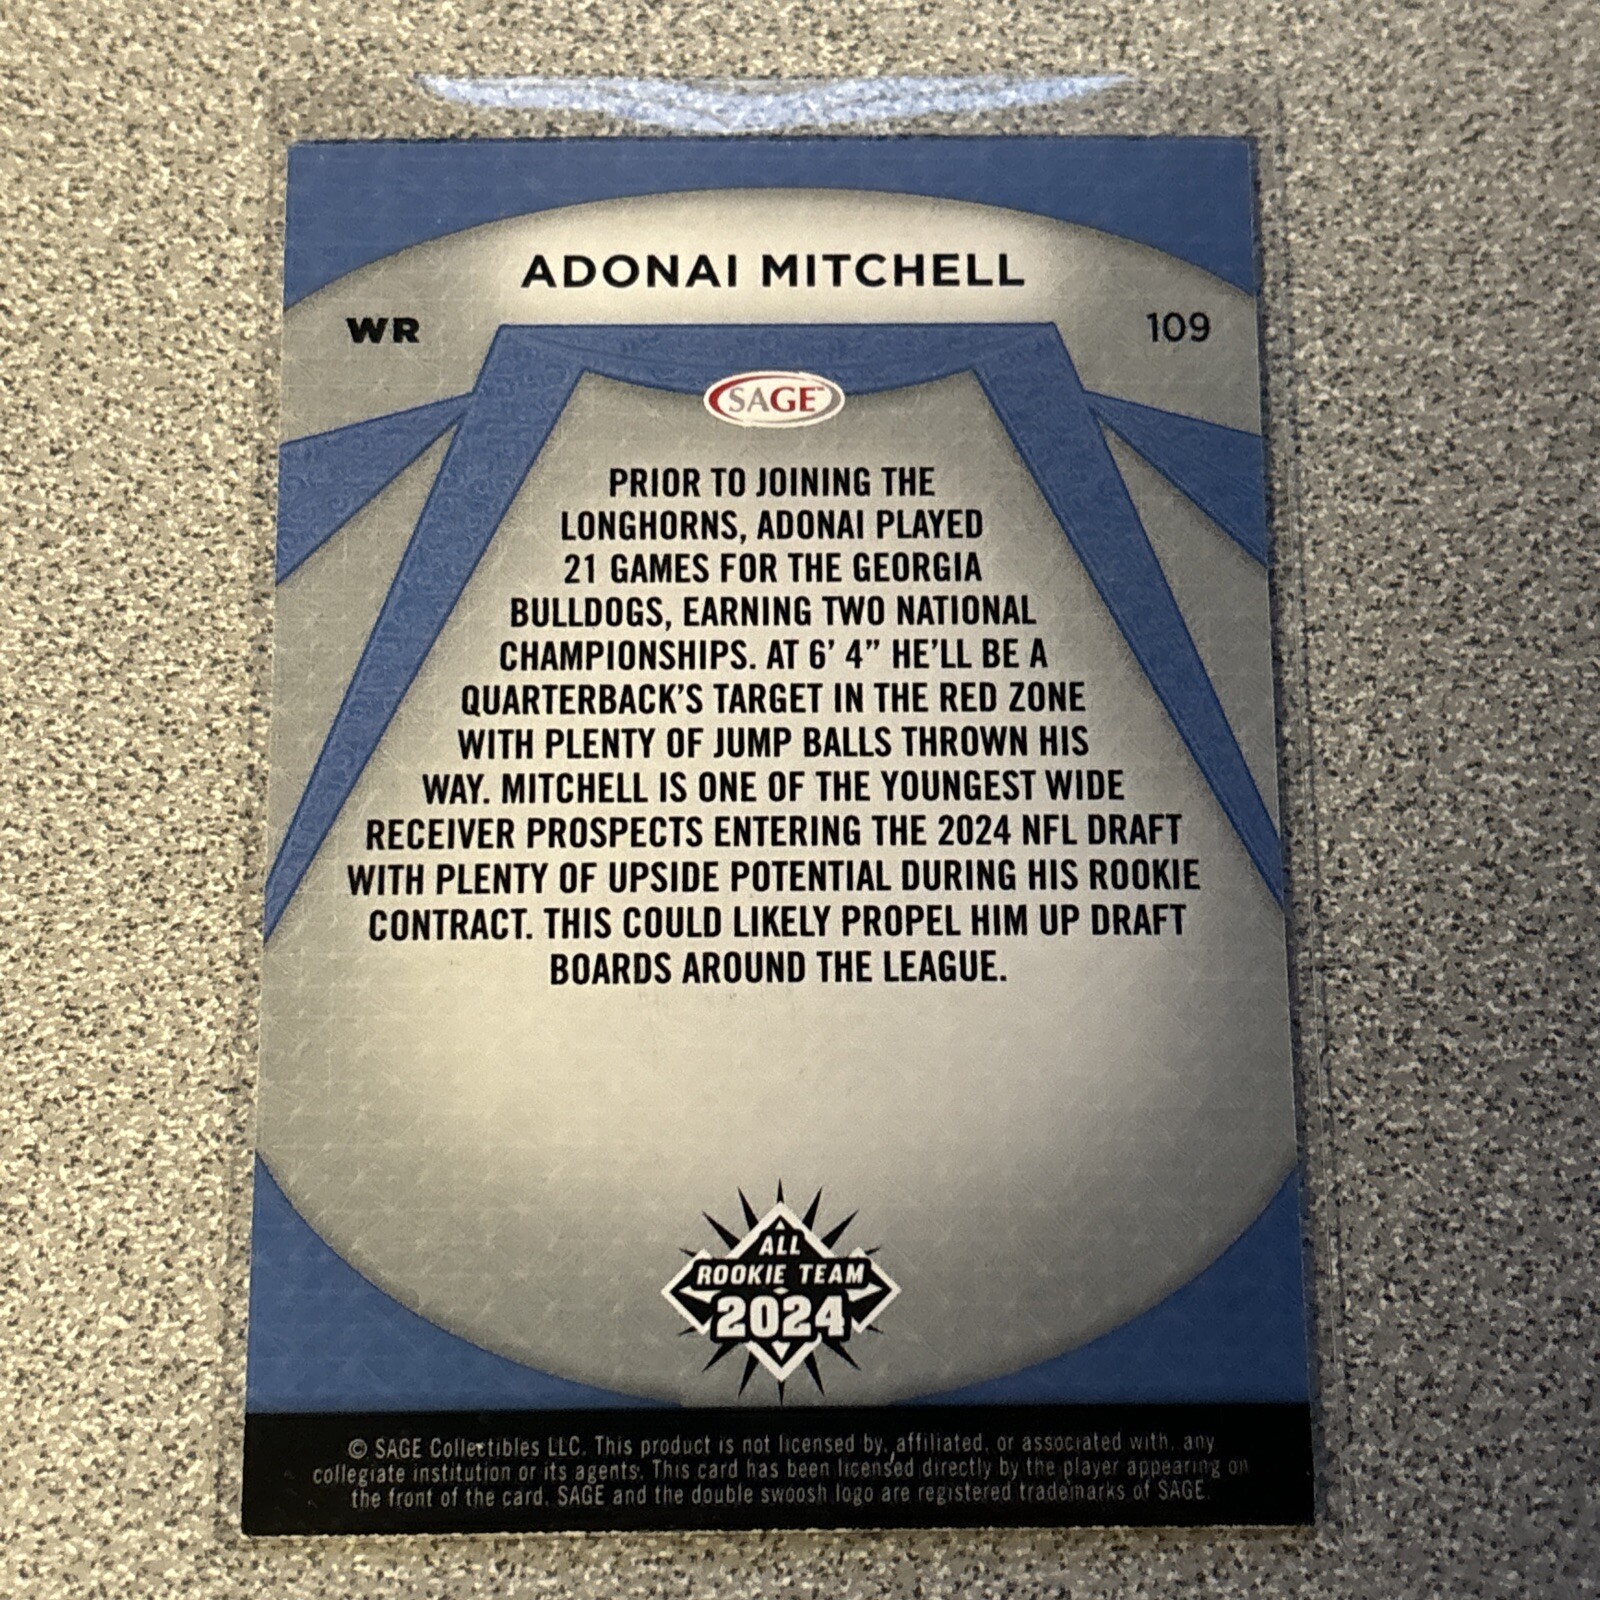 ADONAI MITCHELL
WR
109
SAGE
PRIOR TO JOINING THE
LONGHORNS, ADONAI PLAYED
21 GAMES FOR THE GEORGIA
BULLDOGS, EARNING TWO NATIONAL
CHAMPIONSHIPS. AT 6' 4” HE'LL BE A
QUARTERBACK'S TARGET IN THE RED ZONE
WITH PLENTY OF JUMP BALLS THROWN HIS
WAY. MITCHELL IS ONE OF THE YOUNGEST WIDE
RECEIVER PROSPECTS ENTERING THE 2024 NFL DRAFT
WITH PLENTY OF UPSIDE POTENTIAL DURING HIS ROOKIE
CONTRACT. THIS COULD LIKELY PROPEL HIM UP DRAFT
BOARDS AROUND THE LEAGUE.
ALL
ROOKIE TEAM
2024
© SAGE Collectibles LLC. This product is not licensed by, affiliated, or associated with, any
collegiate institution or its agents. This card has been licensed directly by the player appearing on
the front of the card. SAGE and the double swoosh logo are registered trademarks of SAGE.